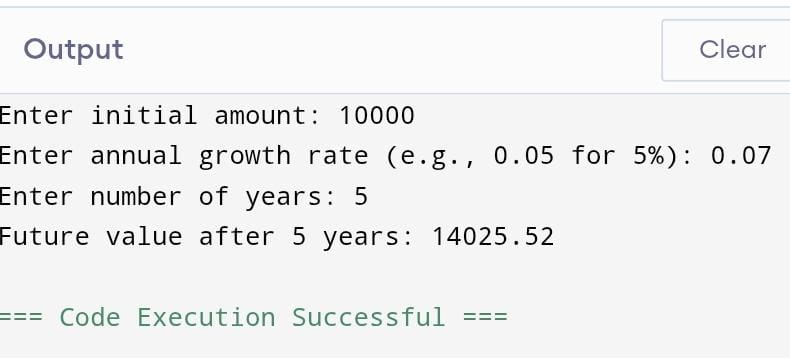 Output
Clear
Enter initial amount: 10000
Enter annual growth rate (e.g., 0.05 for 5%): 0.07
Enter number of years: 5
Future value after 5 years: 14025.52
=== Code Execution Successful ===